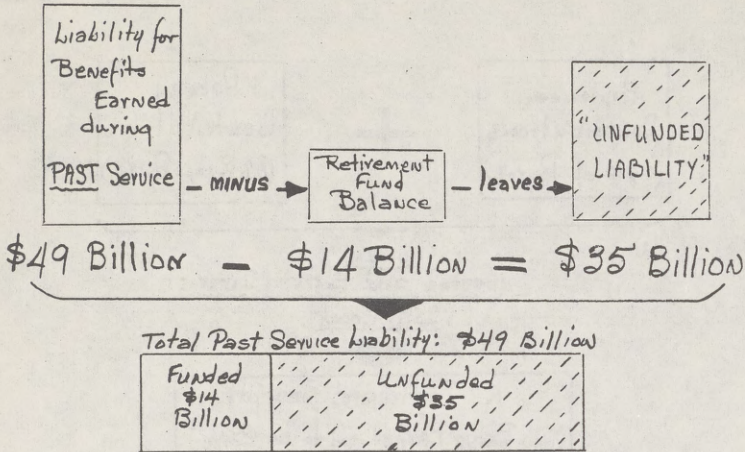 Liability for
Benefits
Earned
during
PAST Service
MINUS
Retirement
Fund
Balance
leaves
"UNFUNDED
LIABILITY"
$49 Billion - $14 Billion = $35 Billion
Total Past Service Liability: $49 Billion
Funded
$14
Billion
Unfunded
$35
Billion